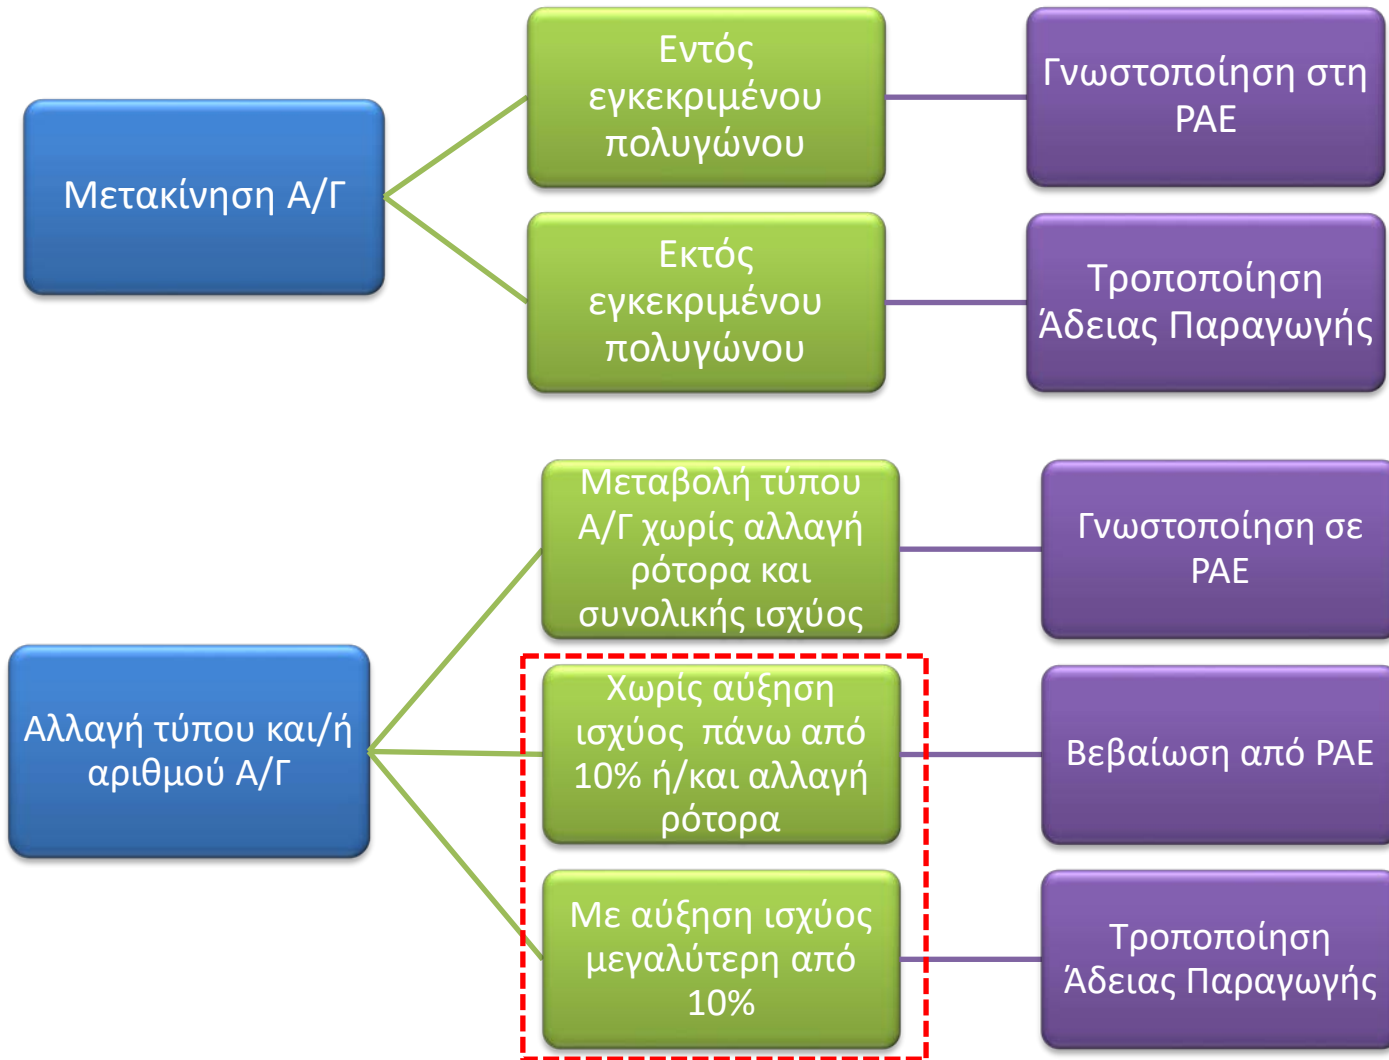 Μετακίνηση Α/Γ
Εντός
εγκεκριμένου
πολυγώνου
Γνωστοποίηση στη
ΡΑΕ
Εκτός
εγκεκριμένου
πολυγώνου
Τροποποίηση
Άδειας Παραγωγής
Αλλαγή τύπου και/ή
αριθμού Α/Γ
Μεταβολή τύπου
Α/Γ χωρίς αλλαγή
ρότορα και
συνολικής ισχύος
Γνωστοποίηση σε
ΡΑΕ
Χωρίς αύξηση
ισχύος πάνω από
10% ή/και αλλαγή
ρότορα
Βεβαίωση από ΡΑΕ
Με αύξηση ισχύος
μεγαλύτερη από
10%
Τροποποίηση
Άδειας Παραγωγής